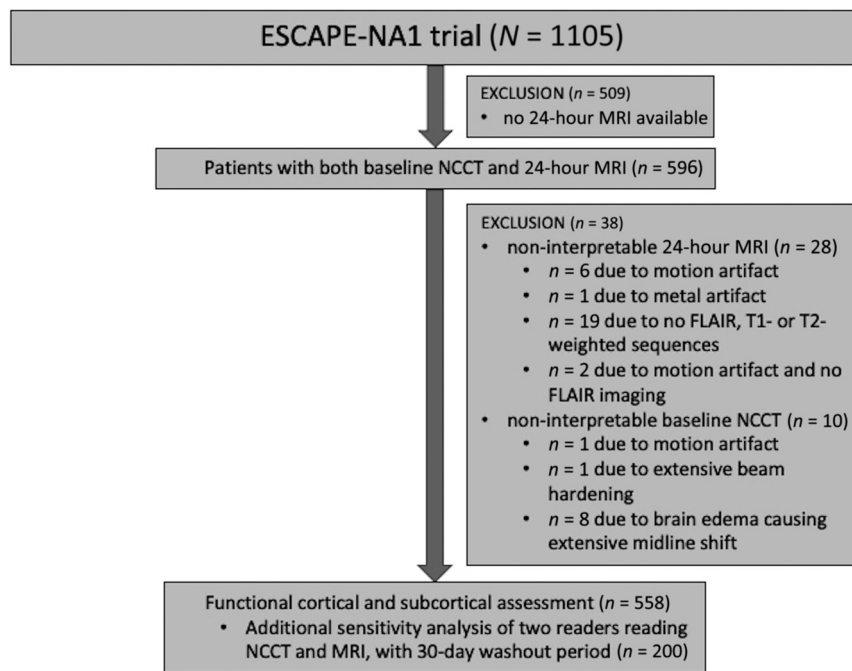 ESCAPE-NA1 trial (N = 1105)
EXCLUSION (n = 509)
• no 24-hour MRI available
Patients with both baseline NCCT and 24-hour MRI (n = 596)
EXCLUSION (n = 38)
• non-interpretable 24-hour MRI (n = 28)
• n = 6 due to motion artifact
• n = 1 due to metal artifact
• n = 19 due to no FLAIR, T1- or T2-
weighted sequences
• n = 2 due to motion artifact and no
FLAIR imaging
• non-interpretable baseline NCCT (n = 10)
• n = 1 due to motion artifact
• n = 1 due to extensive beam
hardening
• n = 8 due to brain edema causing
extensive midline shift
Functional cortical and subcortical assessment (n = 558)
• Additional sensitivity analysis of two readers reading
NCCT and MRI, with 30-day washout period (n = 200)